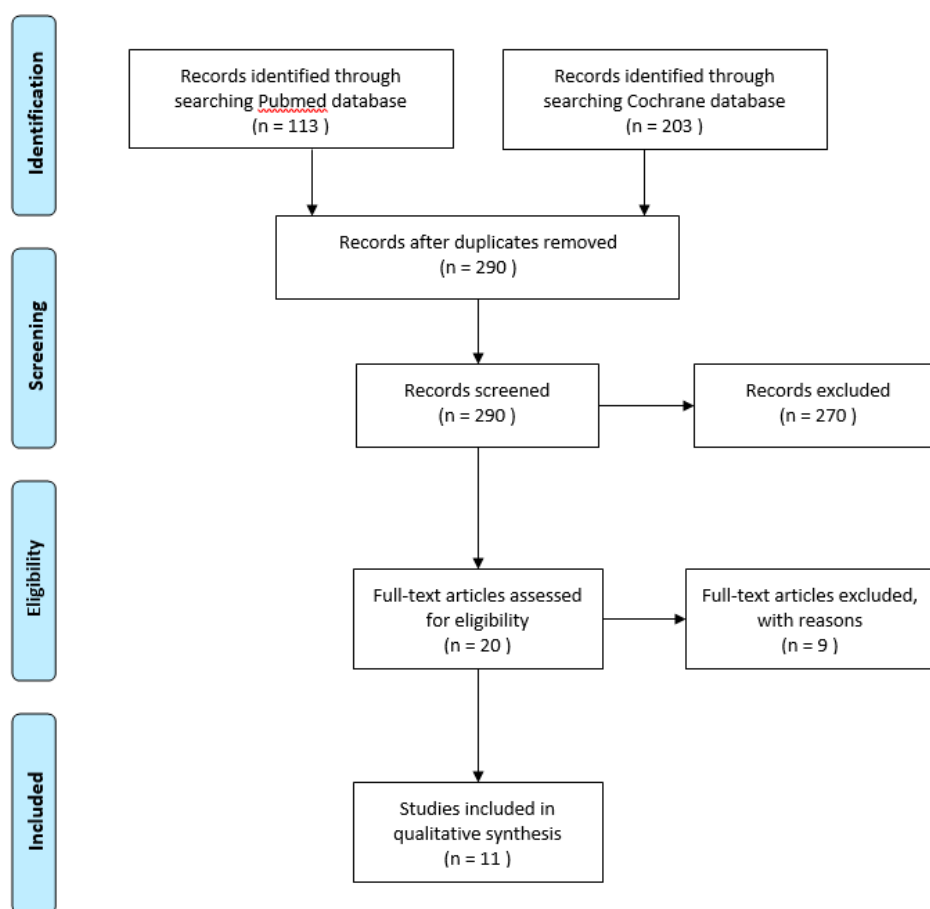 Identification
Records identified through
searching Pubmed database
(n = 113 )
Records identified through
searching Cochrane database
(n = 203 )
Records after duplicates removed
(n = 290 )
Screening
Records screened
(n = 290 )
Records excluded
(n = 270 )
Eligibility
Full-text articles assessed
for eligibility
(n = 20 )
Full-text articles excluded,
with reasons
(n = 9 )
Included
Studies included in
qualitative synthesis
(n = 11 )